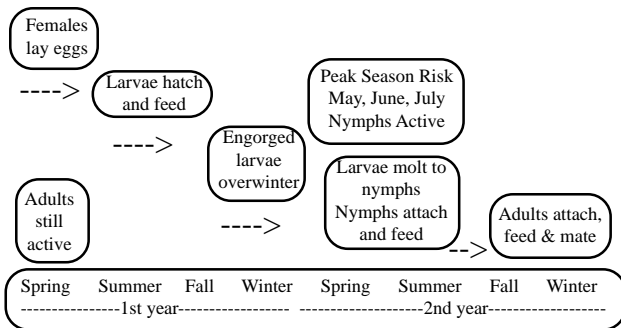 Females
lay eggs
---->
Larvae hatch
and feed
---->
Engorged
larvae
overwinter
---->
Peak Season Risk
May, June, July
Nymphs Active
Larvae molt to
nymphs
Nymphs attach
and feed
-->
Adults attach,
feed & mate
Adults
still
active
Spring Summer Fall Winter Spring Summer Fall Winter
------------------1st year-------------------- --------------------2nd year------------------------